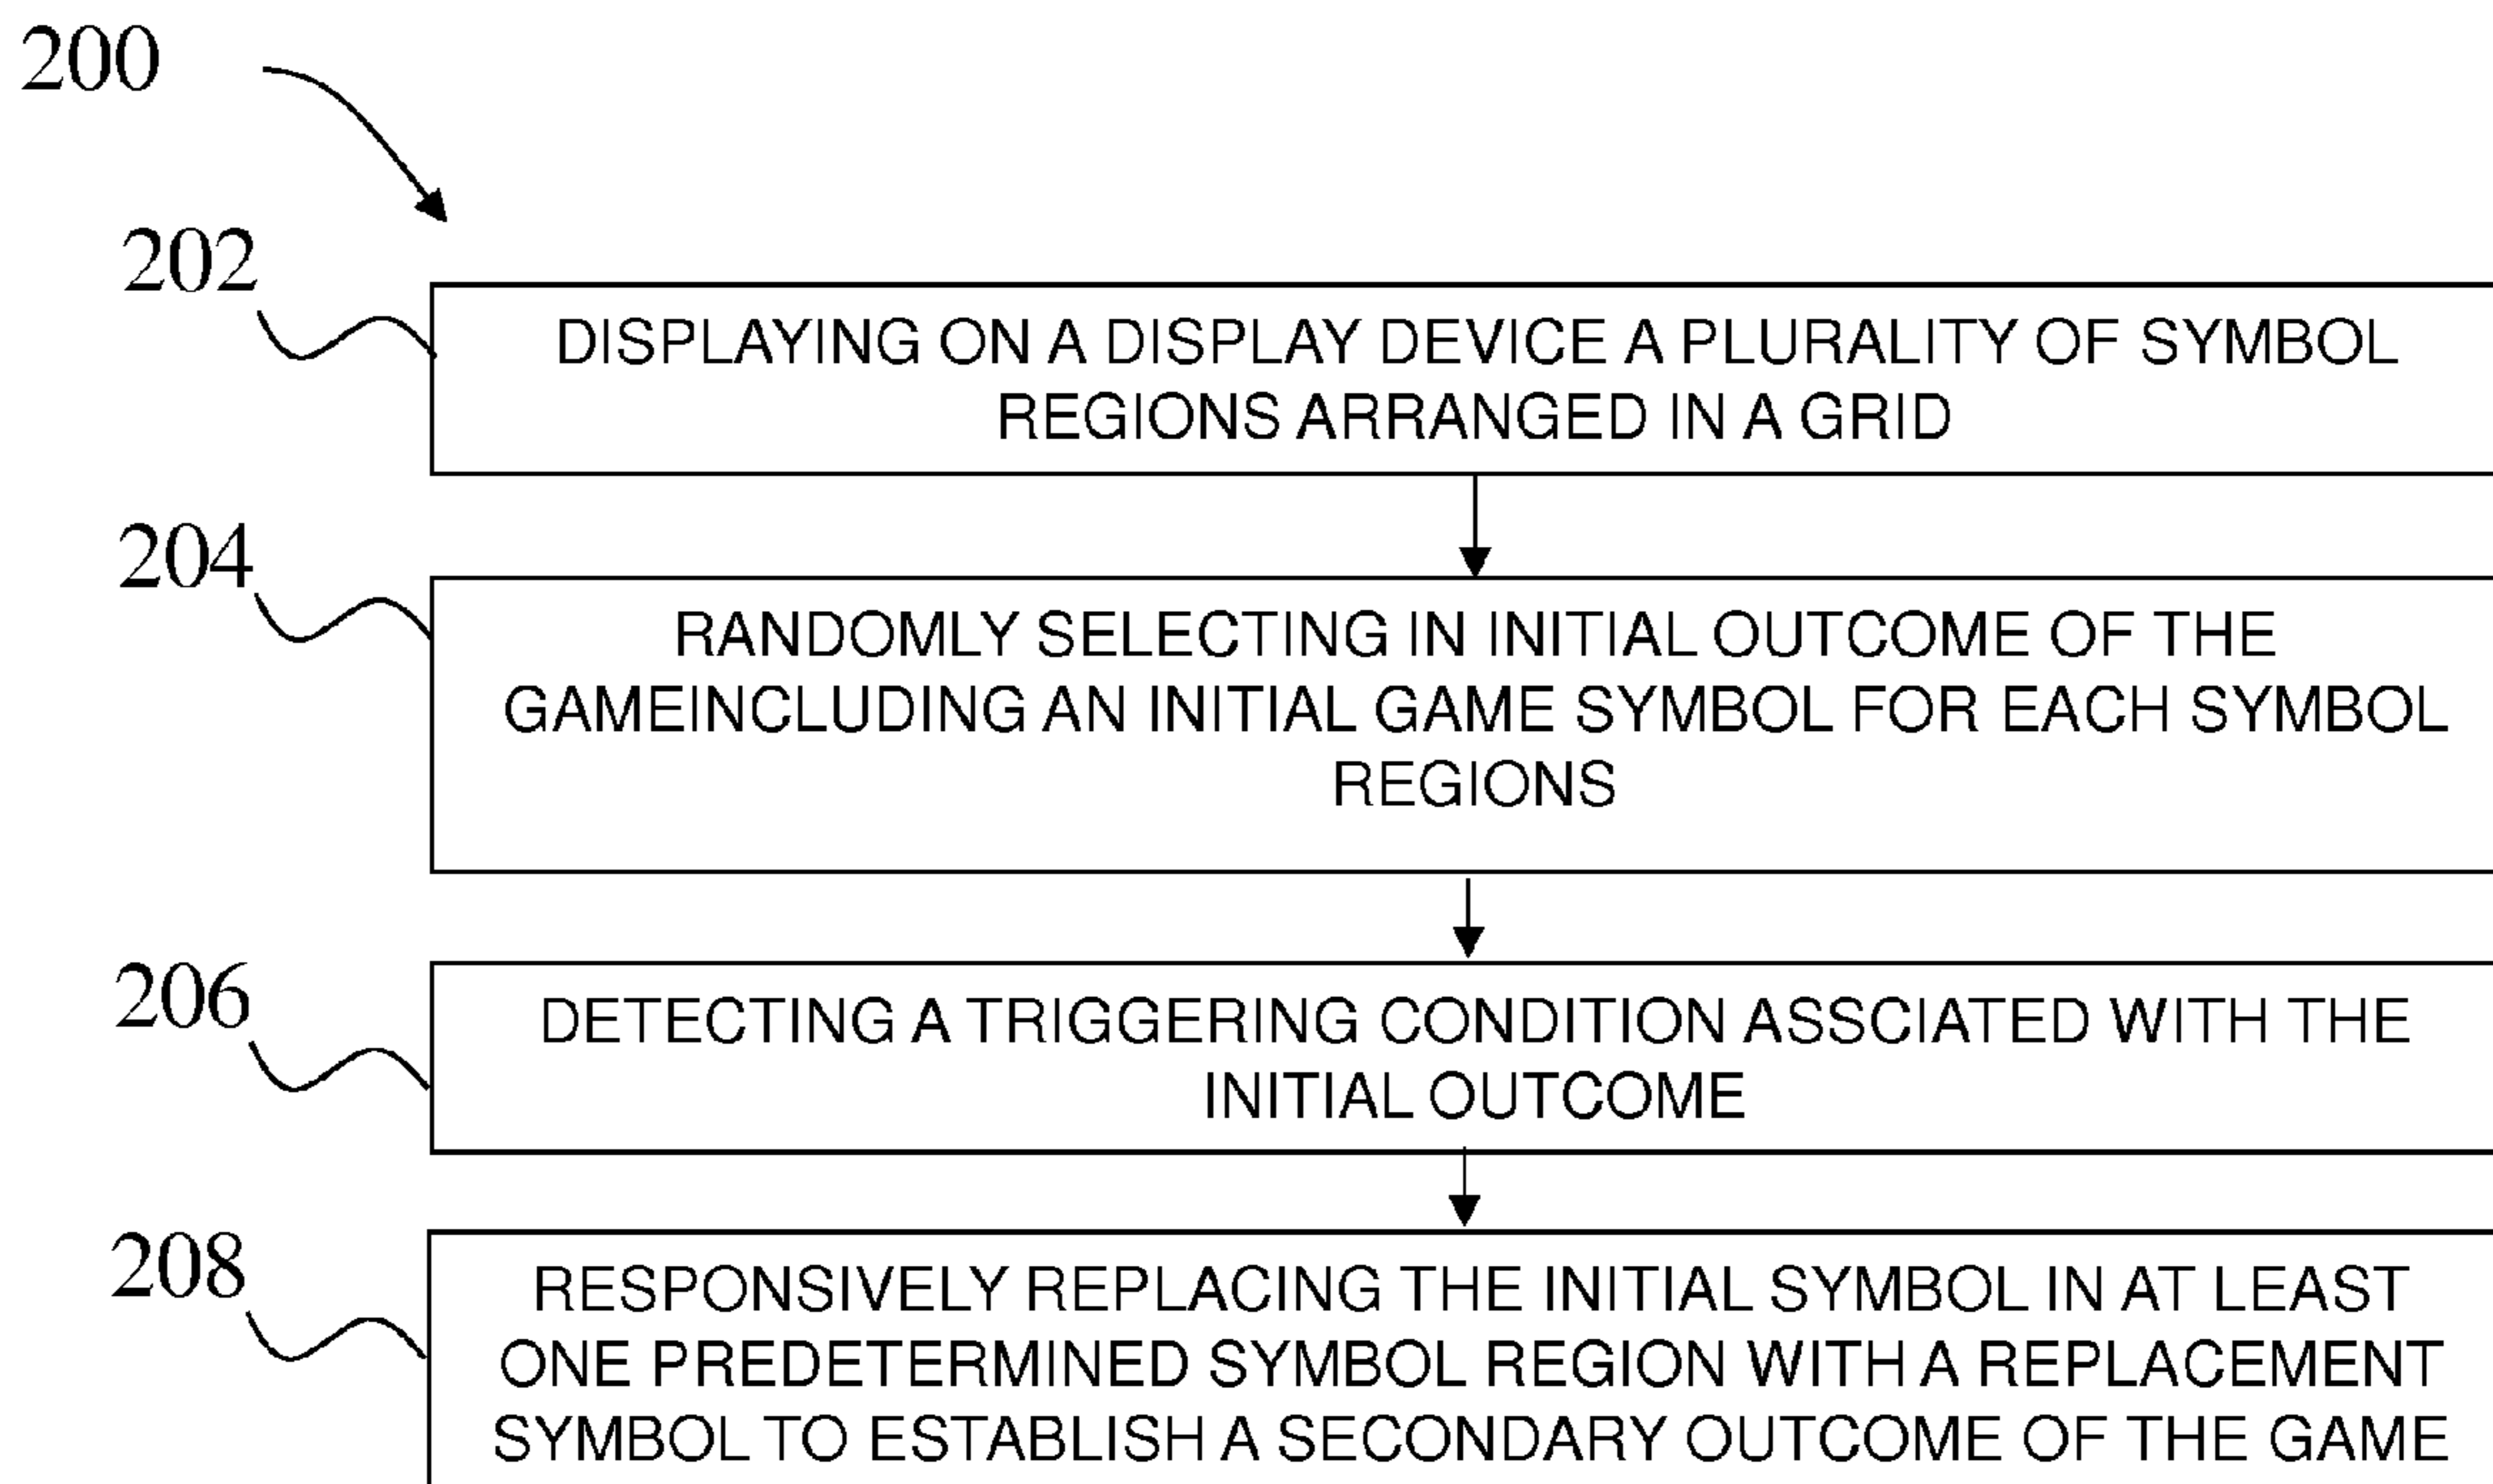 200
202
DISPLAYING ON A DISPLAY DEVICE A PLURALITY OF SYMBOL
REGIONS ARRANGED IN A GRID
204
RANDOMLY SELECTING IN INITIAL OUTCOME OF THE
GAMEINCLUDING AN INITIAL GAME SYMBOL FOR EACH SYMBOL
REGIONS
206
DETECTING A TRIGGERING CONDITION ASSCIATED WITH THE
INITIAL OUTCOME
208
RESPONSIVELY REPLACING THE INITIAL SYMBOL IN AT LEAST
ONE PREDETERMINED SYMBOL REGION WITH A REPLACEMENT
SYMBOL TO ESTABLISH A SECONDARY OUTCOME OF THE GAME